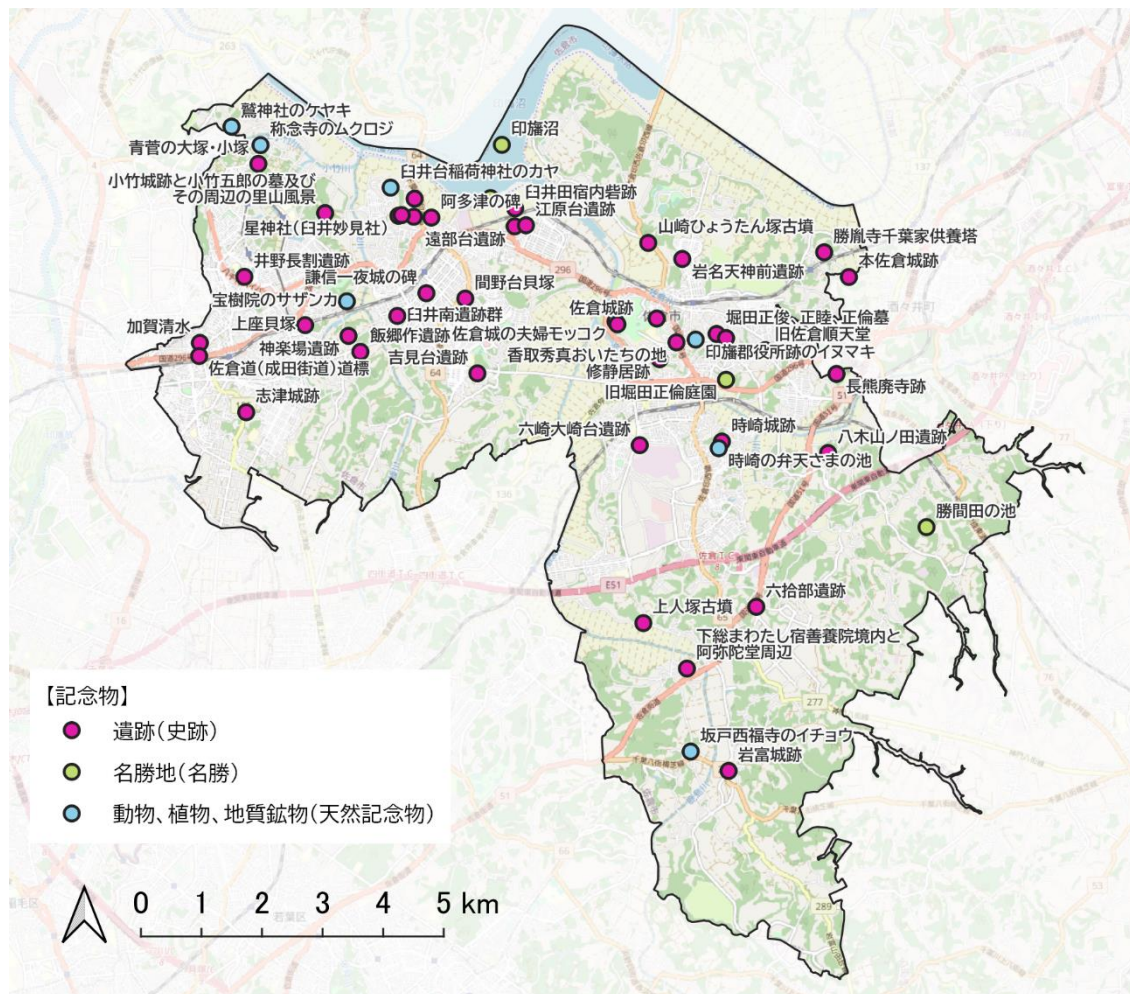 鷲神社のケヤキ
称念寺のムクロジ
青菅の大塚・小塚
小竹城跡と小竹五郎の墓及び
その周辺の里山風景
臼井台稲荷神社のカヤ
印旛沼
阿多津の碑
臼井田宿内砦跡
江原台遺跡
星神社(臼井妙見社)
遠部台遺跡
山崎ひょうたん塚古墳
勝胤寺千葉家供養塔
岩名天神前遺跡
本佐倉城跡
井野長割遺跡
謙信一夜城の碑
間野台貝塚
宝樹院のサザンカ
佐倉城跡
加賀清水
上座貝塚
臼井南遺跡群
飯郷作遺跡
佐倉城の夫婦モッコク
堀田正俊、正睦、正倫墓
旧佐倉順天堂
神楽場遺跡
吉見台遺跡
香取秀真おいたちの地
印旛郡役所跡のイヌマキ
佐倉道(成田街道)道標
修静居跡
旧堀田正倫庭園
長熊廃寺跡
志津城跡
六崎大崎台遺跡
時崎城跡
八木山ノ田遺跡
時崎の弁天さまの池
勝間田の池
上人塚古墳
六拾部遺跡
下総まわたし宿善養院境内と
阿弥陀堂周辺
坂戸西福寺のイチョウ
岩富城跡
263
64
296
64
136
16
51
E51
65
66
277
76
53
289
【記念物】
遺跡(史跡)
名勝地(名勝)
動物、植物、地質鉱物(天然記念物)
0 1 2 3 4 5 km